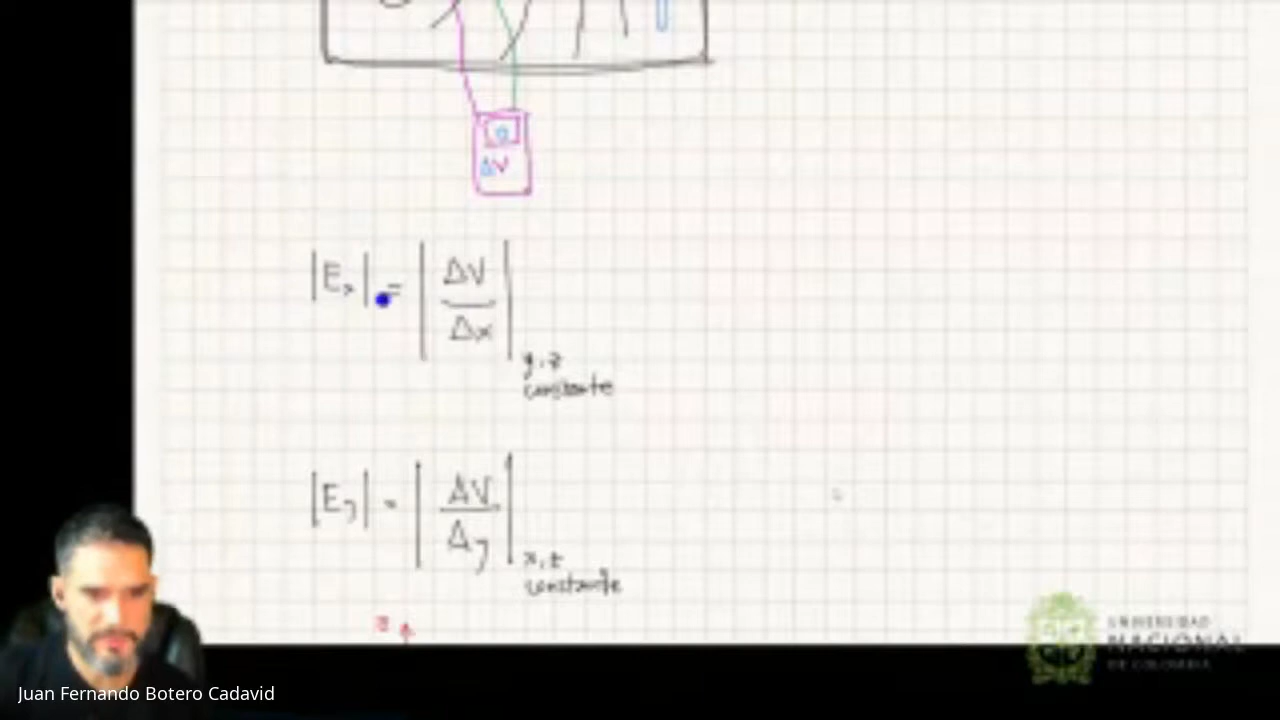 ΔV
|Ex| = |ΔV/Δx|
y, z
constante
|Ey| = |ΔV/Δy|
x, z
constante
z
UNIVERSIDAD
NACIONAL
DE COLOMBIA
Juan Fernando Botero Cadavid